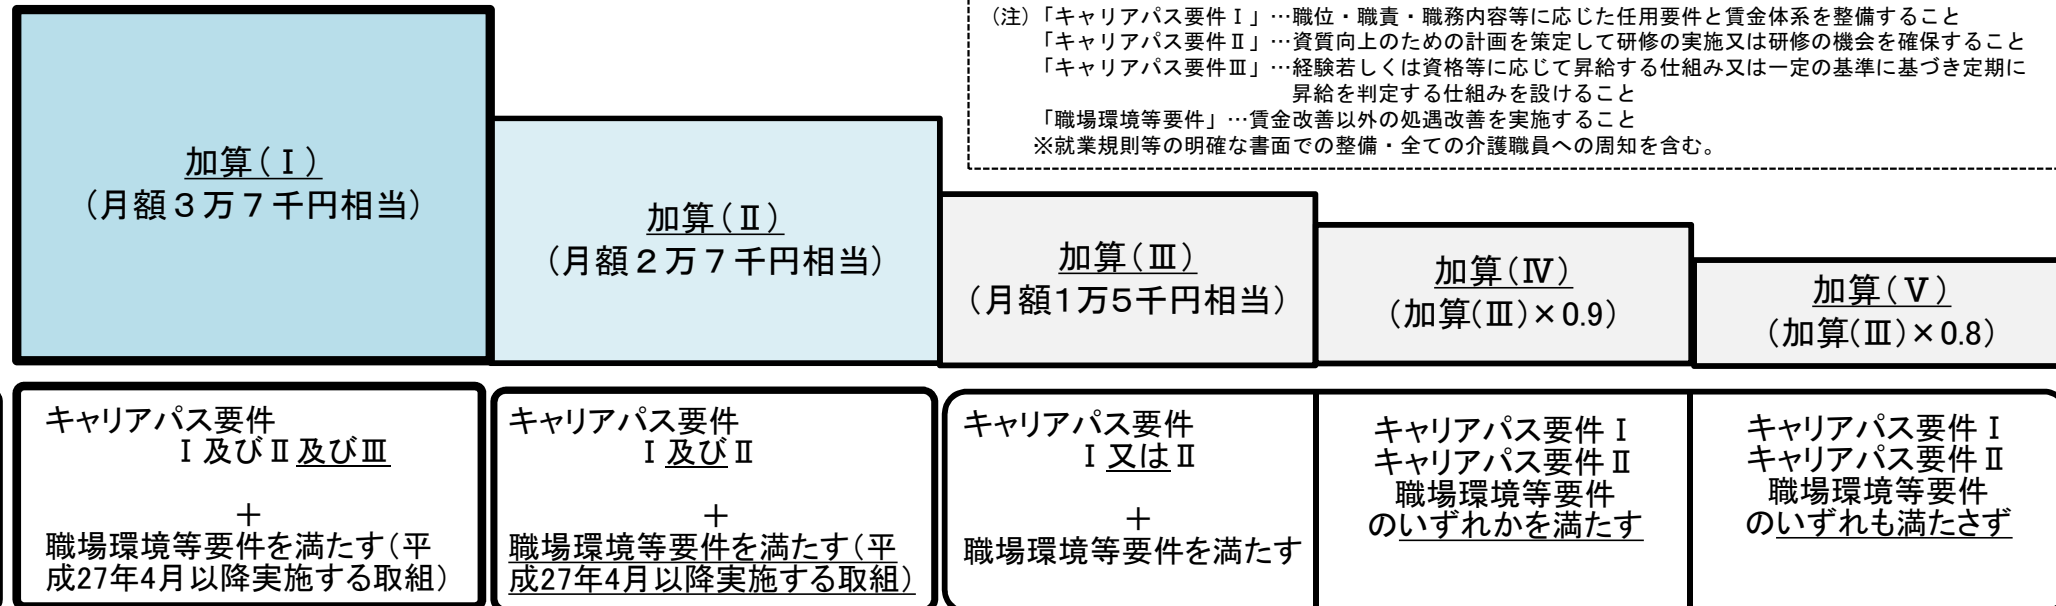 （注）「キャリアパス要件Ⅰ」…職位・職責・職務内容等に応じた任用要件と賃金体系を整備すること
「キャリアパス要件Ⅱ」…資質向上のための計画を策定して研修の実施又は研修の機会を確保すること
「キャリアパス要件Ⅲ」…経験若しくは資格等に応じて昇給する仕組み又は一定の基準に基づき定期に
昇給を判定する仕組みを設けること
「職場環境等要件」…賃金改善以外の処遇改善を実施すること
※就業規則等の明確な書面での整備・全ての介護職員への周知を含む。
加算（Ⅰ）
（月額３万７千円相当）
加算（Ⅱ）
（月額２万７千円相当）
加算（Ⅲ）
（月額1万5千円相当）
加算（Ⅳ）
（加算(Ⅲ)×0.9）
加算（Ⅴ）
（加算(Ⅲ)×0.8）
キャリアパス要件
Ⅰ及びⅡ及びⅢ
＋
職場環境等要件を満たす（平
成27年4月以降実施する取組）
キャリアパス要件
Ⅰ及びⅡ
＋
職場環境等要件を満たす（平
成27年4月以降実施する取組）
キャリアパス要件
Ⅰ又はⅡ
＋
職場環境等要件を満たす
キャリアパス要件Ⅰ
キャリアパス要件Ⅱ
職場環境等要件
のいずれかを満たす
キャリアパス要件Ⅰ
キャリアパス要件Ⅱ
職場環境等要件
のいずれも満たさず